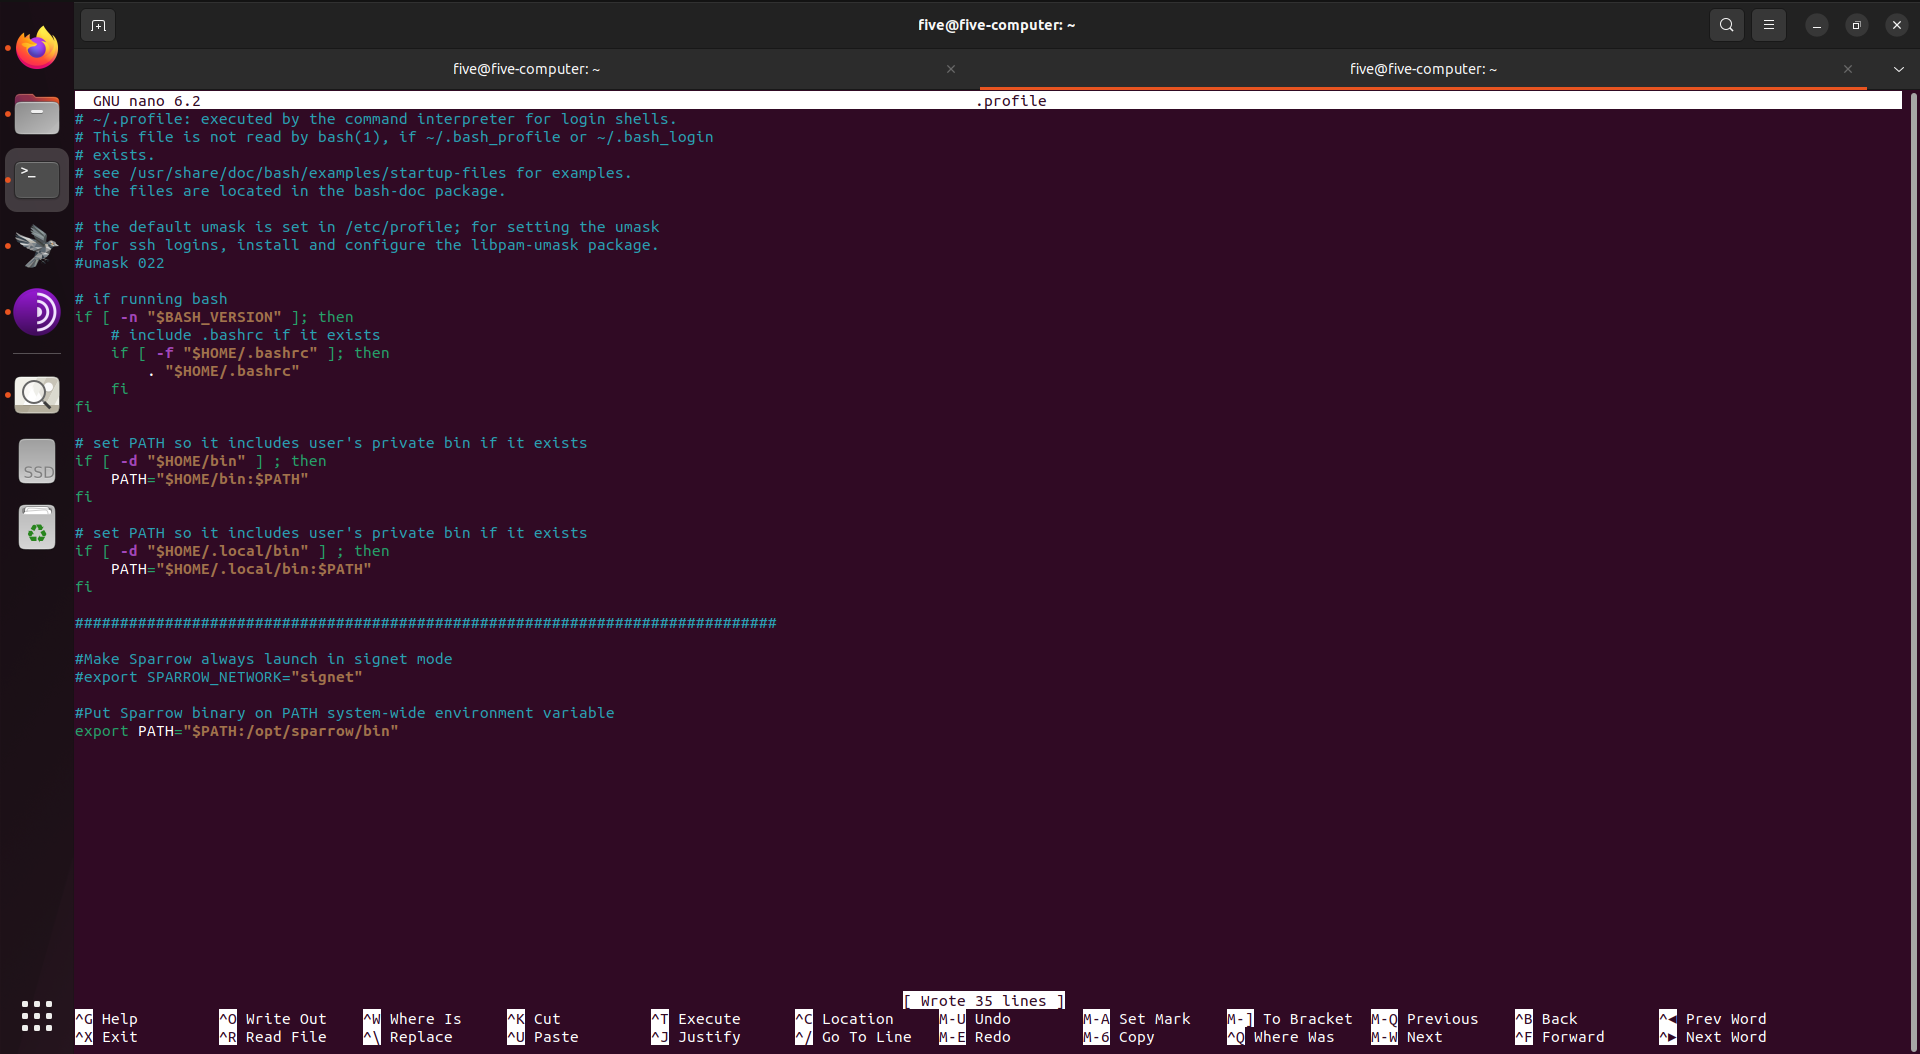 five@five-computer: ~
five@five-computer: ~
five@five-computer: ~
GNU nano 6.2 .profile
# ~/.profile: executed by the command interpreter for login shells.
# This file is not read by bash(1), if ~/.bash_profile or ~/.bash_login
# exists.
# see /usr/share/doc/bash/examples/startup-files for examples.
# the files are located in the bash-doc package.
# the default umask is set in /etc/profile; for setting the umask
# for ssh logins, install and configure the libpam-umask package.
#umask 022
# if running bash
if [ -n "$BASH_VERSION" ]; then
    # include .bashrc if it exists
    if [ -f "$HOME/.bashrc" ]; then
        . "$HOME/.bashrc"
    fi
fi
# set PATH so it includes user's private bin if it exists
if [ -d "$HOME/bin" ] ; then
    PATH="$HOME/bin:$PATH"
fi
# set PATH so it includes user's private bin if it exists
if [ -d "$HOME/.local/bin" ] ; then
    PATH="$HOME/.local/bin:$PATH"
fi
##############################################################################
#Make Sparrow always launch in signet mode
#export SPARROW_NETWORK="signet"
#Put Sparrow binary on PATH system-wide environment variable
export PATH="$PATH:/opt/sparrow/bin"
[ Wrote 35 lines ]
^G Help ^O Write Out ^W Where Is ^K Cut ^T Execute ^C Location M-U Undo M-A Set Mark M-] To Bracket M-Q Previous ^B Back ^◀ Prev Word
^X Exit ^R Read File ^\ Replace ^U Paste ^J Justify ^/ Go To Line M-E Redo M-6 Copy ^Q Where Was M-W Next ^F Forward ^▶ Next Word
>_
SSD